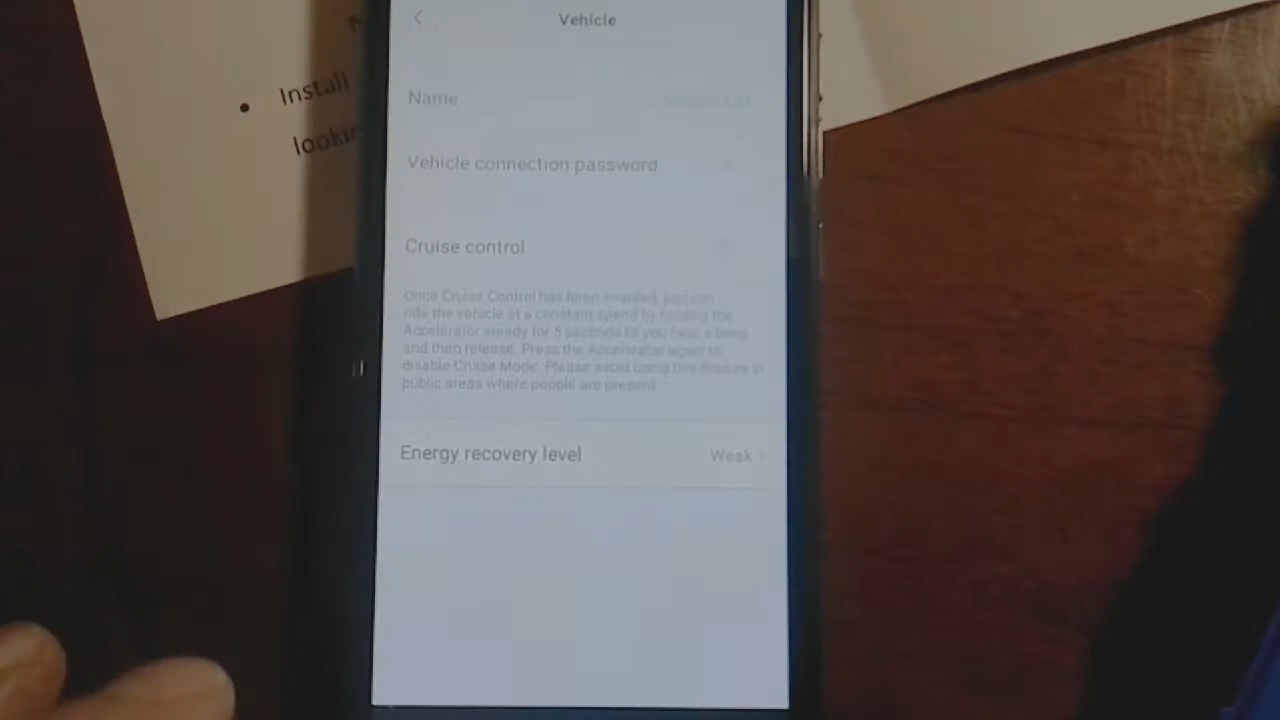 Vehicle
Install
Name
Vehicle connection password
Cruise control
Once Cruise Control has been enabled, you can
ride the vehicle at a constant speed by holding the
Accelerator steady for 5 seconds til you hear a beep
and then release. Press the Accelerator again to
disable Cruise Mode. Please avoid using this feature in
public areas where people are present.
Energy recovery level
Weak